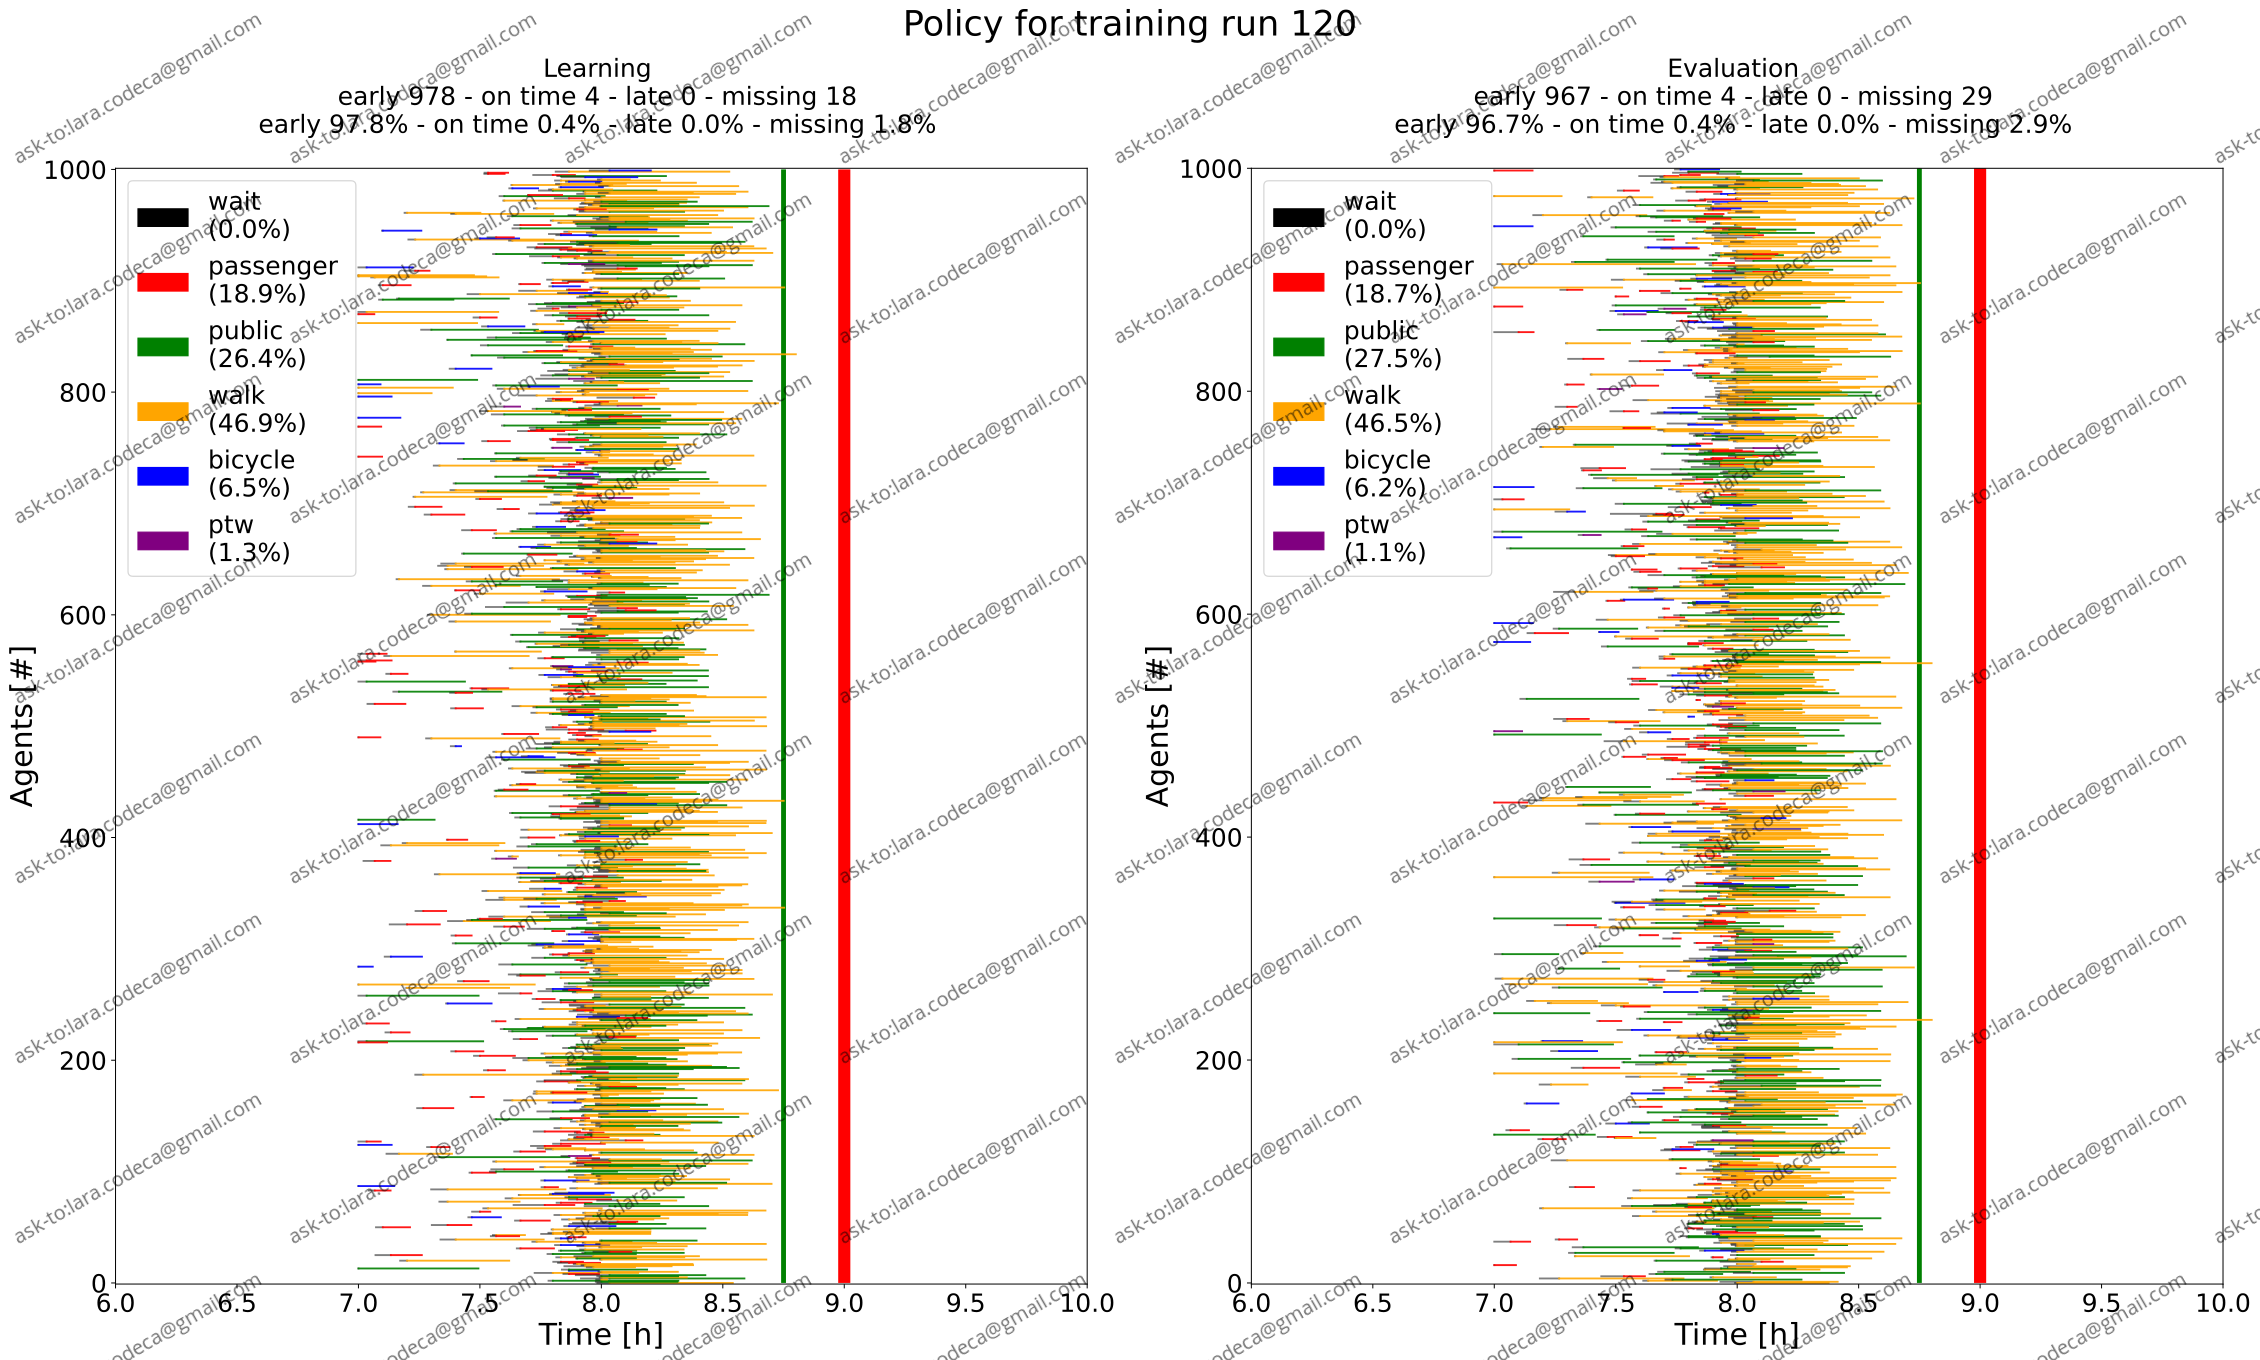 Policy for training run 120
Learning
early 978 - on time 4 - late 0 - missing 18
early 97.8% - on time 0.4% - late 0.0% - missing 1.8%
1000
800
600
400
200
0
Agents [#]
wait
(0.0%)
passenger
(18.9%)
public
(26.4%)
walk
(46.9%)
bicycle
(6.5%)
ptw
(1.3%)
6.0 6.5 7.0 7.5 8.0 8.5 9.0 9.5 10.0
Time [h]
Evaluation
early 967 - on time 4 - late 0 - missing 29
early 96.7% - on time 0.4% - late 0.0% - missing 2.9%
1000
800
600
400
200
0
Agents [#]
wait
(0.0%)
passenger
(18.7%)
public
(27.5%)
walk
(46.5%)
bicycle
(6.2%)
ptw
(1.1%)
6.0 6.5 7.0 7.5 8.0 8.5 9.0 9.5 10.0
Time [h]
ask-to:lara.codeca@gmail.com